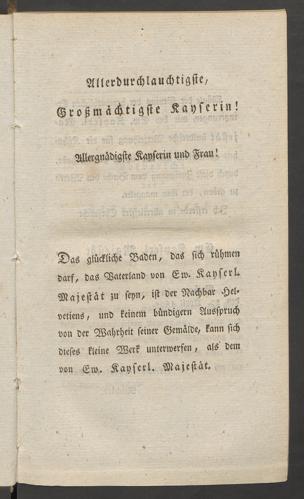 Allerdurchlauchtigste,
Großmächtigste Kayserin!
Allergnädigste Kayserin und Frau!
Das glückliche Baden, das sich rühmen
darf, das Vaterland von Ew. Kayserl.
Majestät zu seyn, ist der Nachbar Hel-
vetiens, und keinem bündigern Ausspruch
von der Wahrheit seiner Gemälde, kann sich
dieses kleine Werk unterwerfen, als dem
von Ew. Kayserl. Majestät.